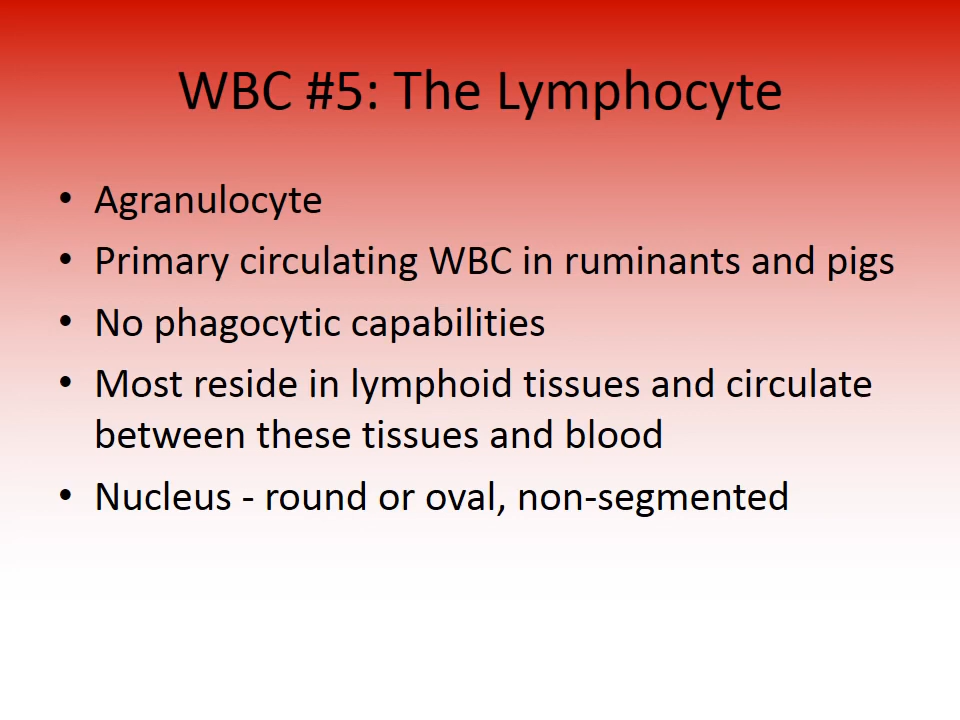 WBC #5: The Lymphocyte
• Agranulocyte
• Primary circulating WBC in ruminants and pigs
• No phagocytic capabilities
• Most reside in lymphoid tissues and circulate
between these tissues and blood
• Nucleus - round or oval, non-segmented